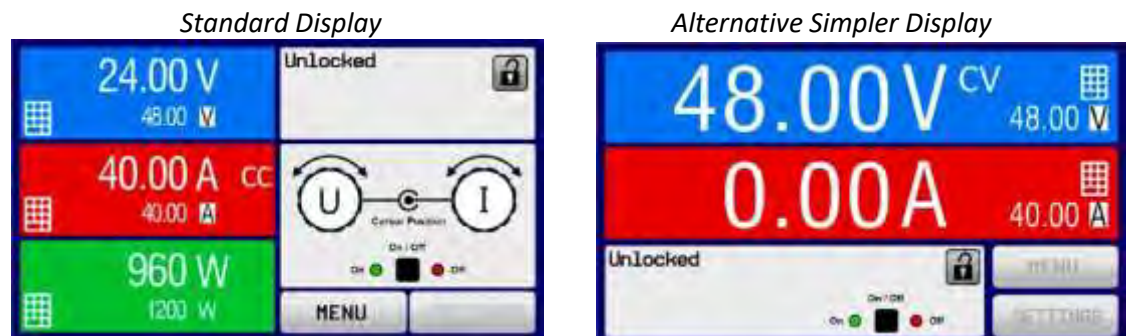 Standard Display
24.00 V
48.00 V
40.00 A CC
40.00 A
960 W
1200 W
Unlocked
U
I
Cursor Position
On / Off
On
Off
MENU
Alternative Simpler Display
48.00 V CV
48.00 V
0.00 A
40.00 A
Unlocked
On / Off
On
Off
MENU
SETTINGS